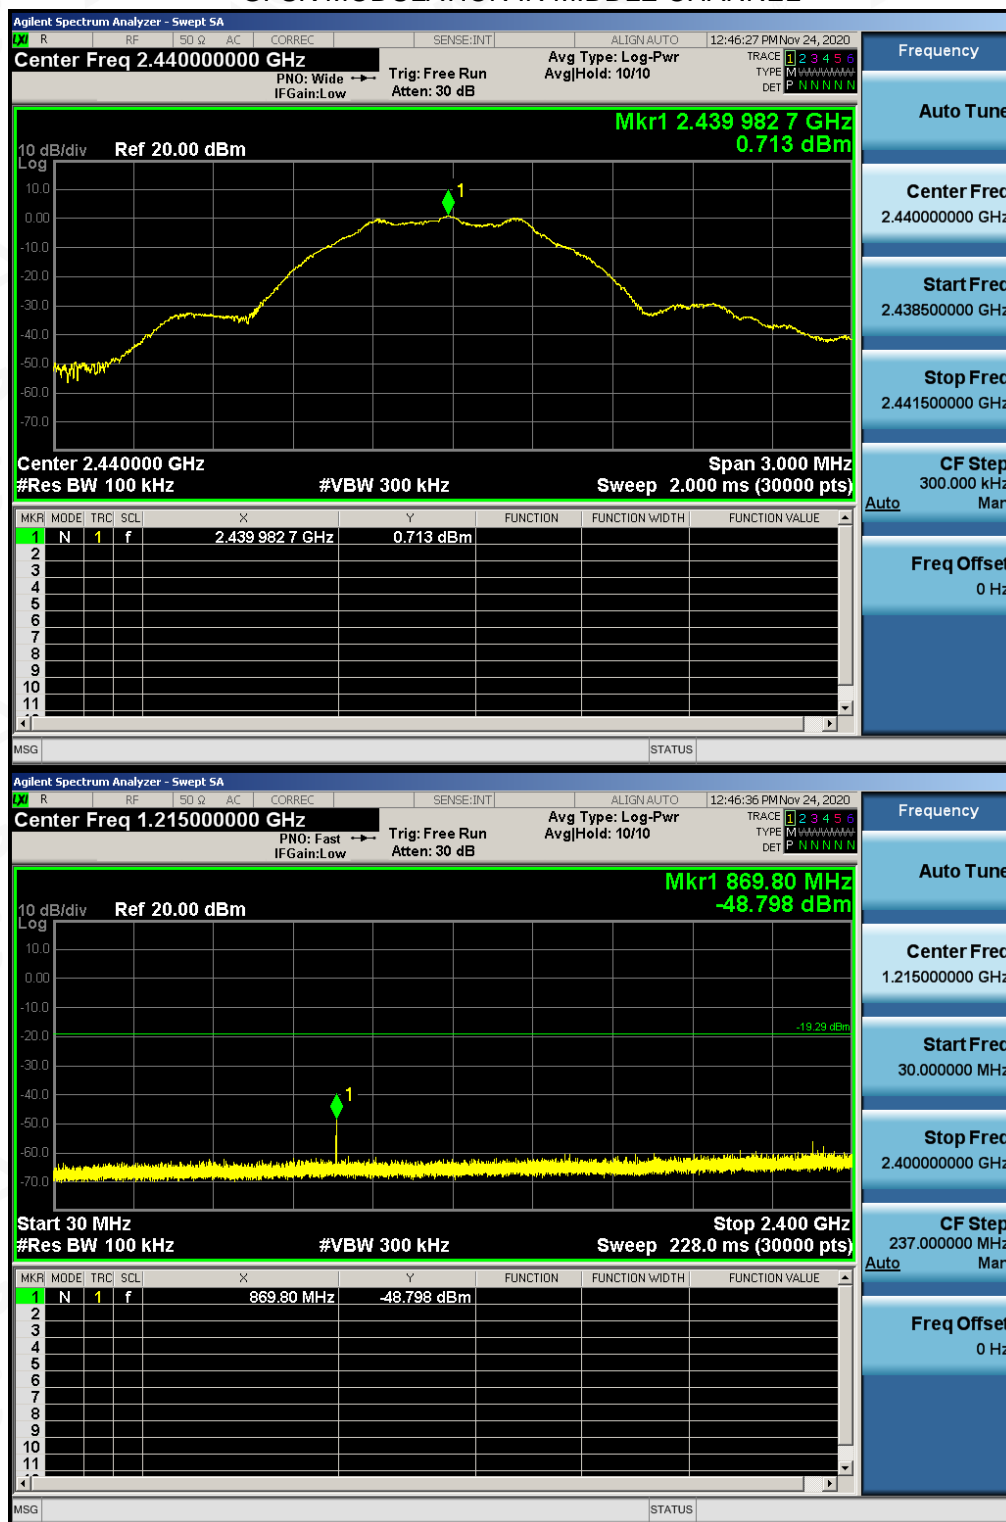 GFSK MODULATION IN MIDDLE CHANNEL
Agilent Spectrum Analyzer - Swept SA
LXI R RF 50 Ω AC CORREC SENSE:INT ALIGN AUTO 12:46:27 PM Nov 24, 2020
Center Freq 2.440000000 GHz
PNO: Wide
IFGain:Low
Trig: Free Run
Atten: 30 dB
Avg Type: Log-Pwr
Avg|Hold: 10/10
TRACE 1 2 3 4 5 6
TYPE M
DET P N N N N N
Mkr1 2.439 982 7 GHz
0.713 dBm
10 dB/div Ref 20.00 dBm
Log
10.0
0.00
-10.0
-20.0
-30.0
-40.0
-50.0
-60.0
-70.0
1
Center 2.440000 GHz Span 3.000 MHz
#Res BW 100 kHz #VBW 300 kHz Sweep 2.000 ms (30000 pts)
MKR MODE TRC SCL X Y FUNCTION FUNCTION WIDTH FUNCTION VALUE
1 N 1 f 2.439 982 7 GHz 0.713 dBm
2
3
4
5
6
7
8
9
10
11
MSG STATUS
Frequency
Auto Tune
Center Freq
2.440000000 GHz
Start Freq
2.438500000 GHz
Stop Freq
2.441500000 GHz
CF Step
300.000 kHz
Auto Man
Freq Offset
0 Hz
Agilent Spectrum Analyzer - Swept SA
LXI R RF 50 Ω AC CORREC SENSE:INT ALIGN AUTO 12:46:36 PM Nov 24, 2020
Center Freq 1.215000000 GHz
PNO: Fast
IFGain:Low
Trig: Free Run
Atten: 30 dB
Avg Type: Log-Pwr
Avg|Hold: 10/10
TRACE 1 2 3 4 5 6
TYPE M
DET P N N N N N
Mkr1 869.80 MHz
-48.798 dBm
10 dB/div Ref 20.00 dBm
Log
10.0
0.00
-10.0
-20.0
-30.0
-40.0
-50.0
-60.0
-70.0
-19.29 dBm
1
Start 30 MHz Stop 2.400 GHz
#Res BW 100 kHz #VBW 300 kHz Sweep 228.0 ms (30000 pts)
MKR MODE TRC SCL X Y FUNCTION FUNCTION WIDTH FUNCTION VALUE
1 N 1 f 869.80 MHz -48.798 dBm
2
3
4
5
6
7
8
9
10
11
MSG STATUS
Frequency
Auto Tune
Center Freq
1.215000000 GHz
Start Freq
30.000000 MHz
Stop Freq
2.400000000 GHz
CF Step
237.000000 MHz
Auto Man
Freq Offset
0 Hz